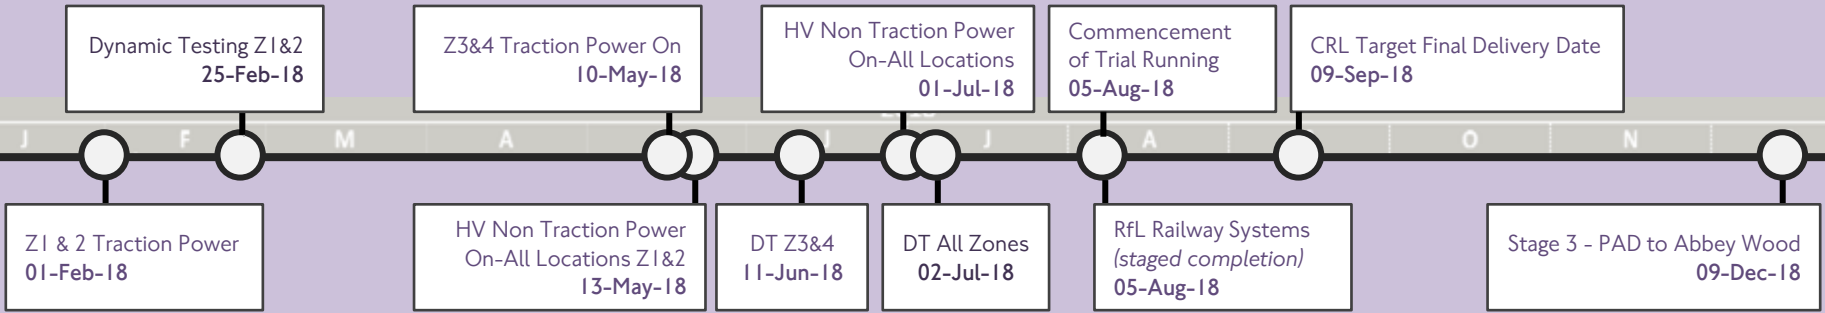 Dynamic Testing Z1&2
25-Feb-18
Z3&4 Traction Power On
10-May-18
HV Non Traction Power
On-All Locations
01-Jul-18
Commencement
of Trial Running
05-Aug-18
CRL Target Final Delivery Date
09-Sep-18
J F M A J J A O N
Z1 & 2 Traction Power
01-Feb-18
HV Non Traction Power
On-All Locations Z1&2
13-May-18
DT Z3&4
11-Jun-18
DT All Zones
02-Jul-18
RfL Railway Systems
(staged completion)
05-Aug-18
Stage 3 - PAD to Abbey Wood
09-Dec-18